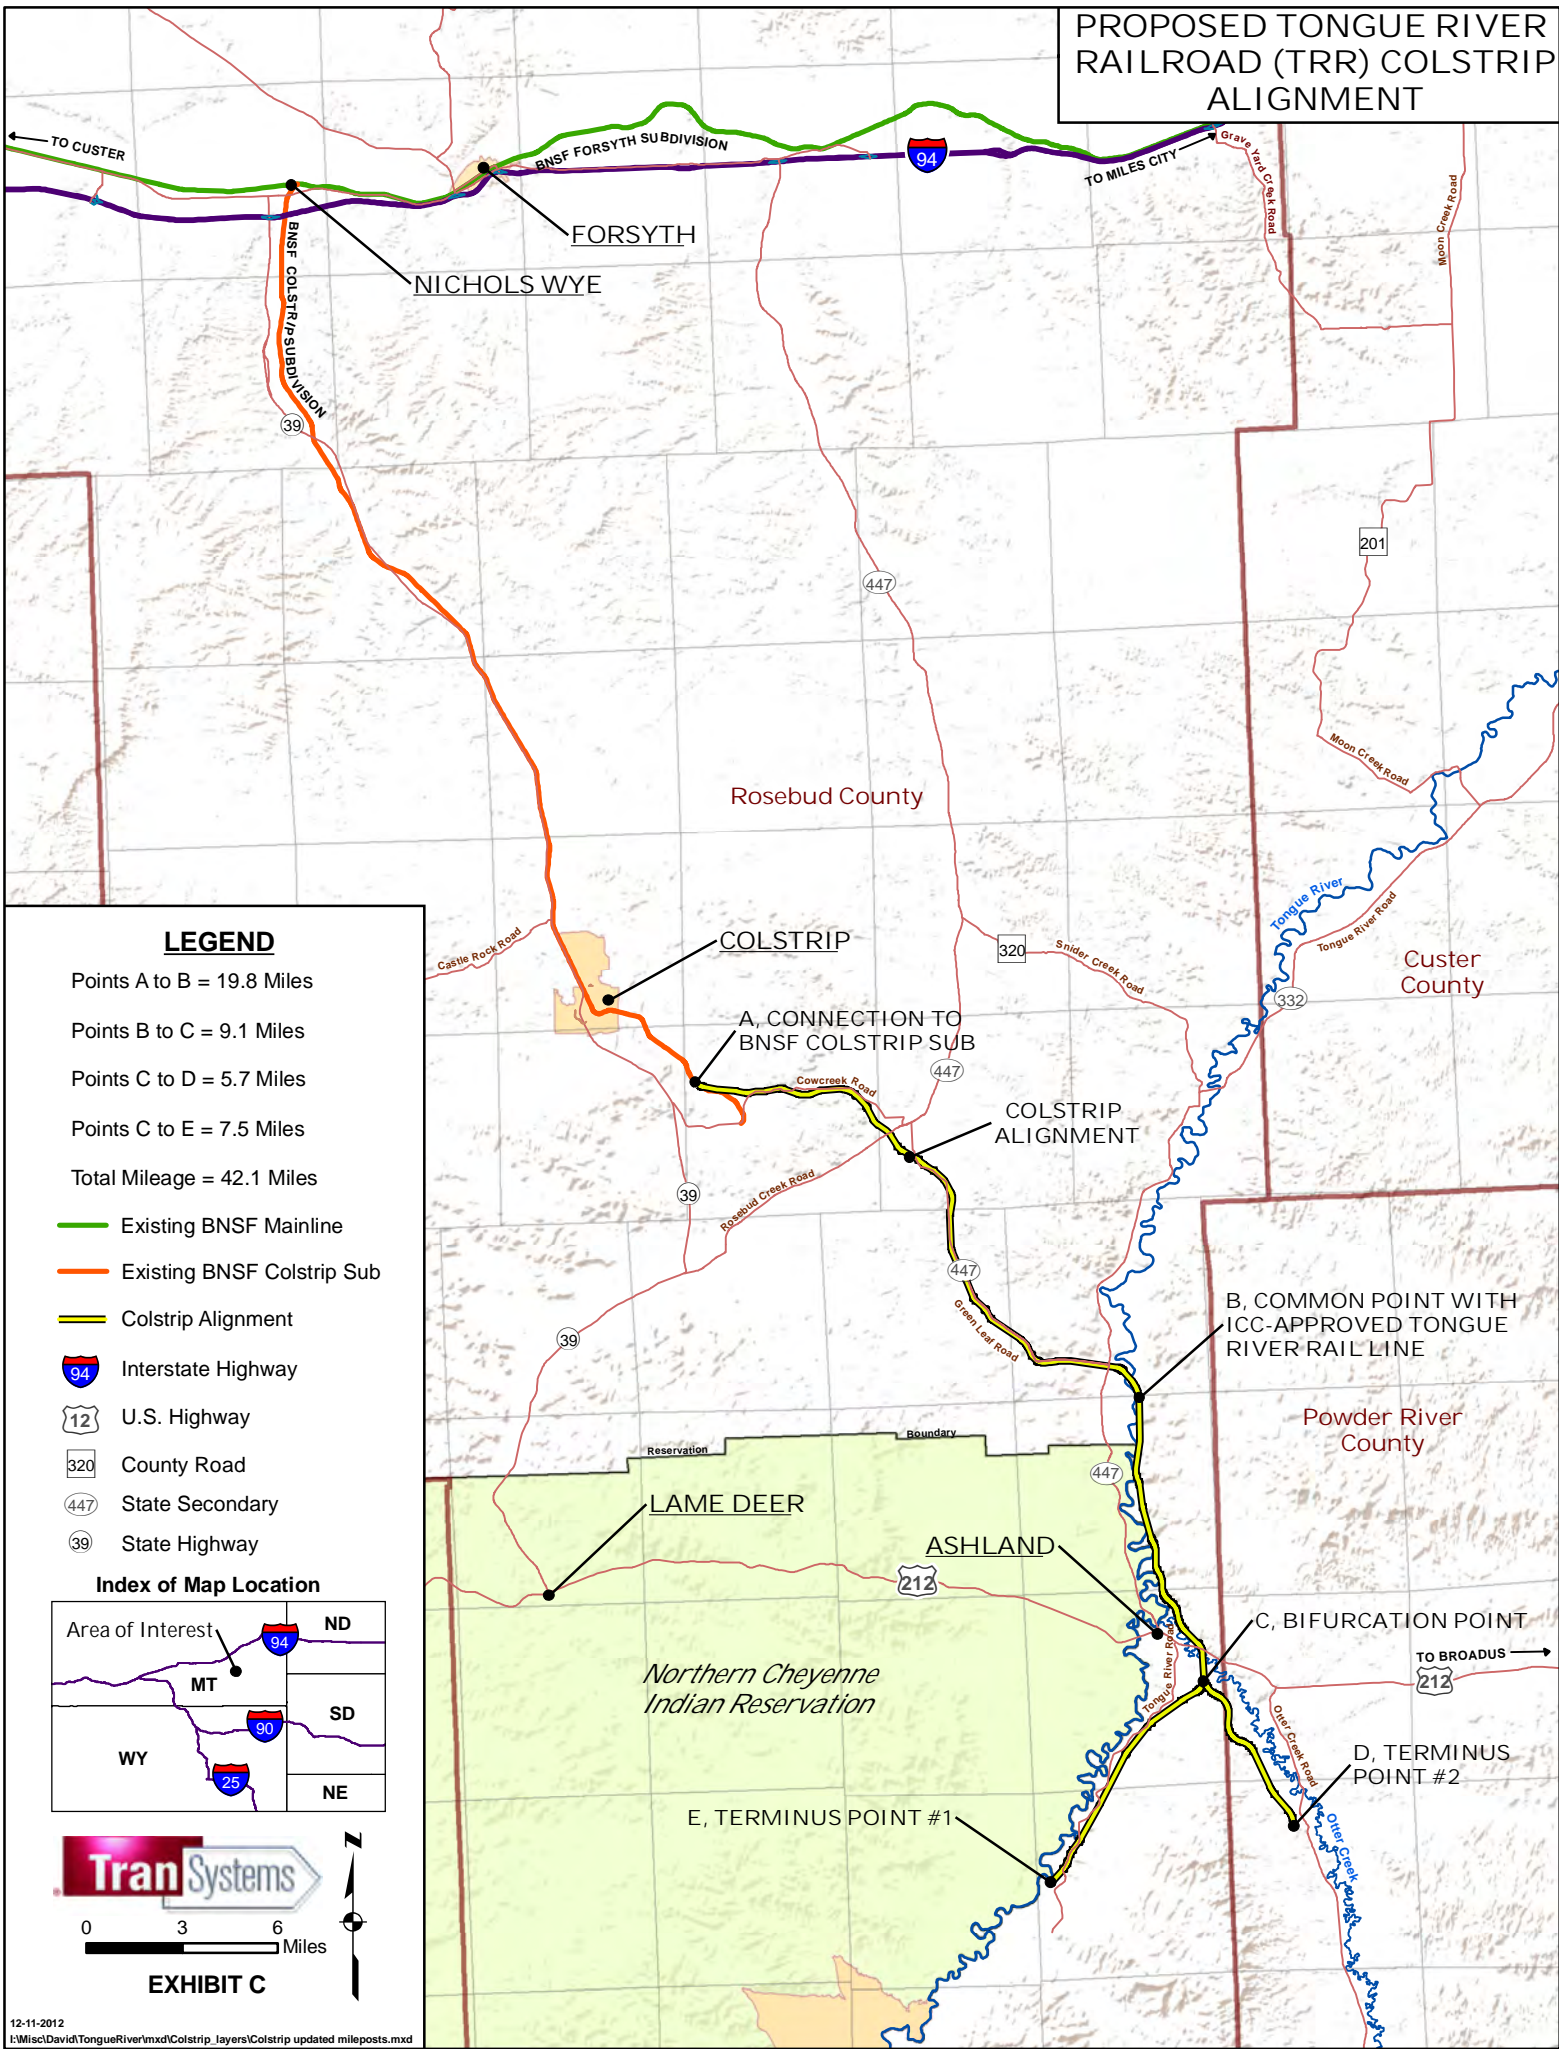 PROPOSED TONGUE RIVER
RAILROAD (TRR) COLSTRIP
ALIGNMENT
TO CUSTER
BNSF FORSYTH SUBDIVISION
94
TO MILES CITY
Grave Yard Creek Road
Moon Creek Road
FORSYTH
NICHOLS WYE
BNSF COLSTRIP SUBDIVISION
39
201
447
Moon Creek Road
Rosebud County
Tongue River
Tongue River Road
Castle Rock Road
COLSTRIP
320
Snider Creek Road
Custer
County
332
A, CONNECTION TO
BNSF COLSTRIP SUB
447
Cowcreek Road
COLSTRIP
ALIGNMENT
39
Rosebud Creek Road
447
Green Leaf Road
39
B, COMMON POINT WITH
ICC-APPROVED TONGUE
RIVER RAIL LINE
Powder River
County
Reservation
Boundary
447
LAME DEER
ASHLAND
212
C, BIFURCATION POINT
TO BROADUS
212
Northern Cheyenne
Indian Reservation
Tongue River Road
Otter Creek Road
D, TERMINUS
POINT #2
E, TERMINUS POINT #1
Otter Creek
LEGEND
Points A to B = 19.8 Miles
Points B to C = 9.1 Miles
Points C to D = 5.7 Miles
Points C to E = 7.5 Miles
Total Mileage = 42.1 Miles
Existing BNSF Mainline
Existing BNSF Colstrip Sub
Colstrip Alignment
94 Interstate Highway
12 U.S. Highway
320 County Road
447 State Secondary
39 State Highway
Index of Map Location
Area of Interest
94
ND
MT
SD
90
WY
25
NE
TranSystems
N
0 3 6
Miles
EXHIBIT C
12-11-2012
I:\Misc\David\TongueRiver\mxd\Colstrip_layers\Colstrip updated mileposts.mxd